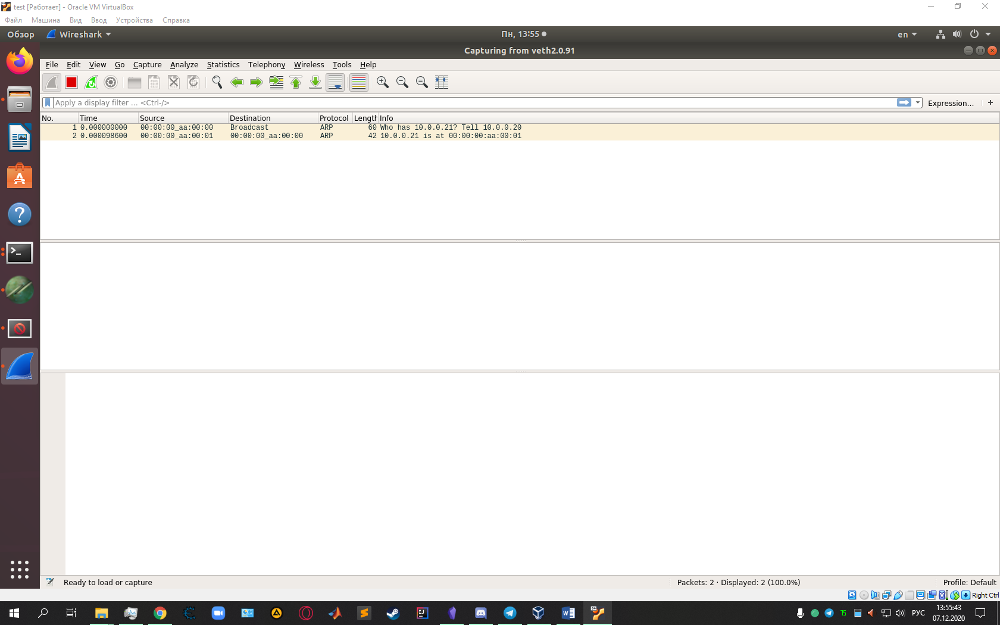 test [Работает] - Oracle VM VirtualBox
Файл Машина Вид Ввод Устройства Справка
Обзор Wireshark Пн, 13:55 en
Capturing from veth2.0.91
File Edit View Go Capture Analyze Statistics Telephony Wireless Tools Help
Apply a display filter ... <Ctrl-/> Expression... +
No. Time Source Destination Protocol Length Info
1 0.000000000 00:00:00_aa:00:00 Broadcast ARP 60 Who has 10.0.0.21? Tell 10.0.0.20
2 0.000098600 00:00:00_aa:00:01 00:00:00_aa:00:00 ARP 42 10.0.0.21 is at 00:00:00:aa:00:01
Ready to load or capture Packets: 2 · Displayed: 2 (100.0%) Profile: Default
Right Ctrl
РУС 13:55:43
07.12.2020